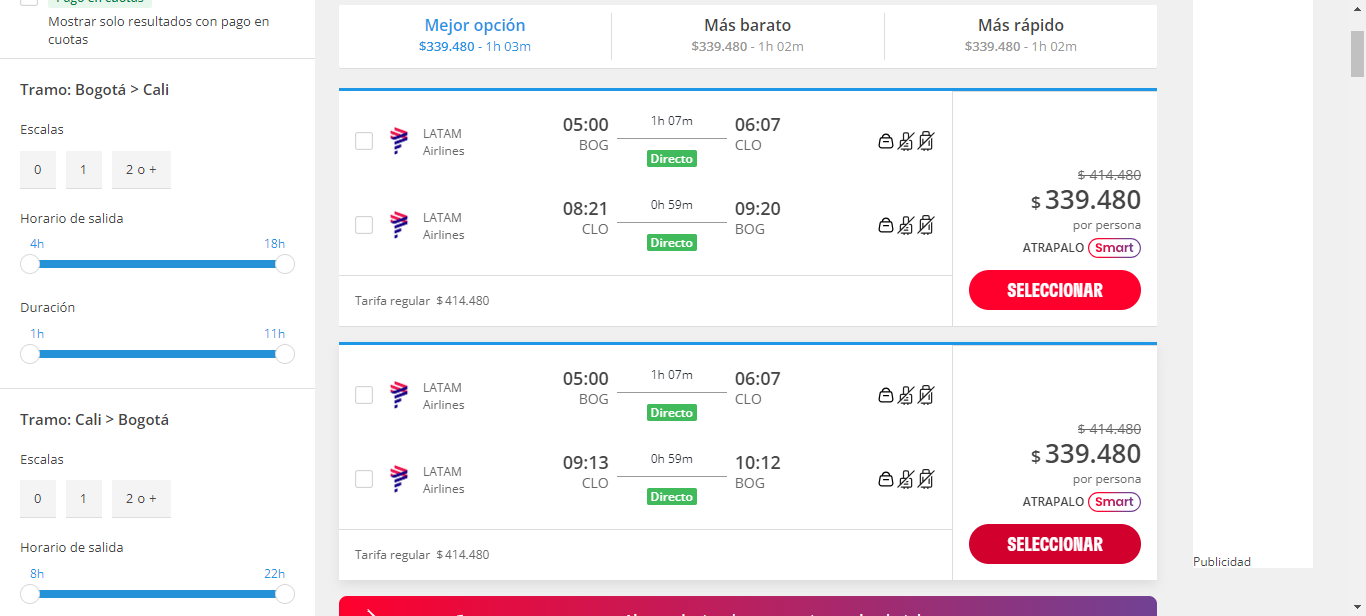 Mostrar solo resultados con pago en
cuotas
Tramo: Bogotá > Cali
Escalas
0 1 2 o +
Horario de salida
4h 18h
Duración
1h 11h
Tramo: Cali > Bogotá
Escalas
0 1 2 o +
Horario de salida
8h 22h
Mejor opción
$339.480 - 1h 03m
Más barato
$339.480 - 1h 02m
Más rápido
$339.480 - 1h 02m
LATAM
Airlines
05:00 1h 07m 06:07
BOG Directo CLO
LATAM
Airlines
08:21 0h 59m 09:20
CLO Directo BOG
Tarifa regular $ 414.480
$ 414.480
$ 339.480
por persona
ATRAPALO Smart
SELECCIONAR
LATAM
Airlines
05:00 1h 07m 06:07
BOG Directo CLO
LATAM
Airlines
09:13 0h 59m 10:12
CLO Directo BOG
Tarifa regular $ 414.480
$ 414.480
$ 339.480
por persona
ATRAPALO Smart
SELECCIONAR
Publicidad